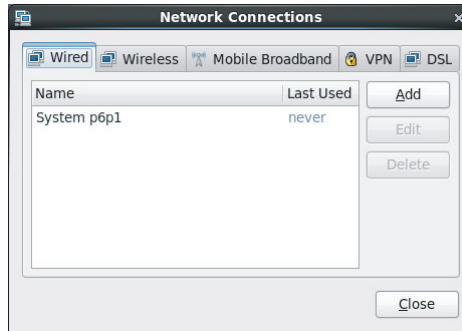 Network Connections
Wired Wireless Mobile Broadband VPN DSL
Name Last Used
System p6p1 never
Add
Edit
Delete
Close